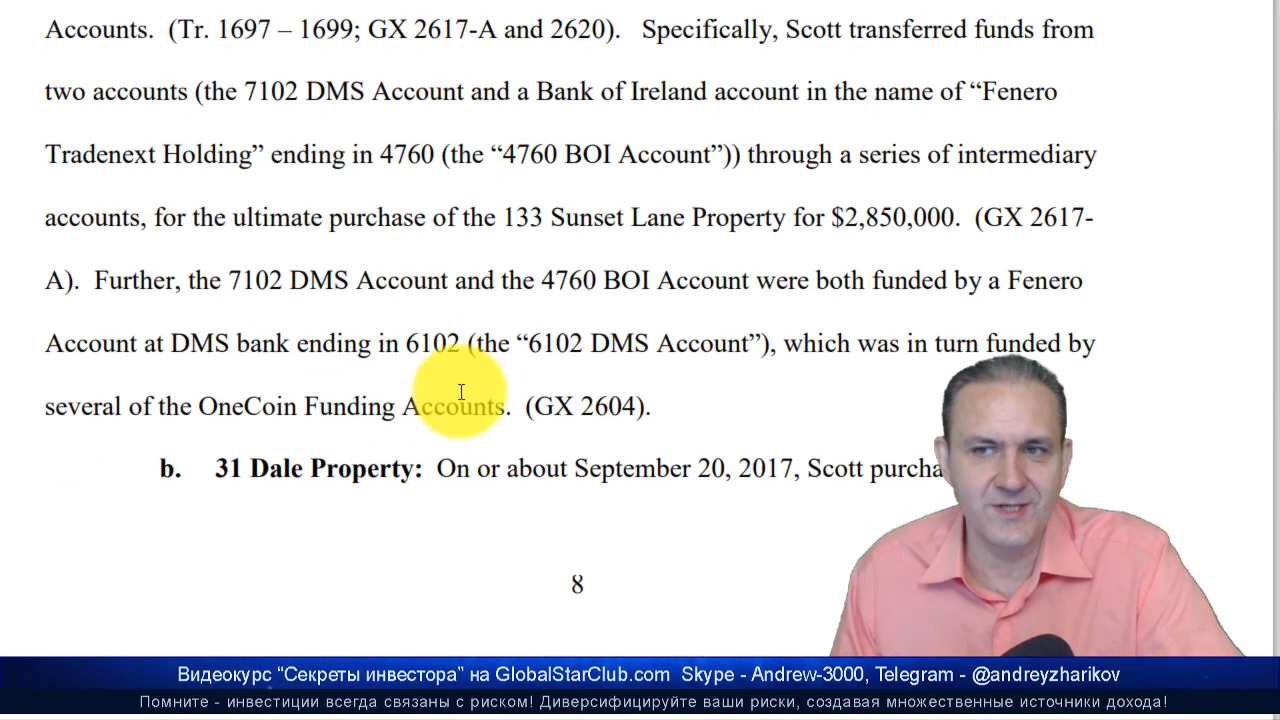 Accounts. (Tr. 1697 – 1699; GX 2617-A and 2620). Specifically, Scott transferred funds from
two accounts (the 7102 DMS Account and a Bank of Ireland account in the name of “Fenero
Tradenext Holding” ending in 4760 (the “4760 BOI Account”)) through a series of intermediary
accounts, for the ultimate purchase of the 133 Sunset Lane Property for $2,850,000. (GX 2617-
A). Further, the 7102 DMS Account and the 4760 BOI Account were both funded by a Fenero
Account at DMS bank ending in 6102 (the “6102 DMS Account”), which was in turn funded by
several of the OneCoin Funding Accounts. (GX 2604).
b. 31 Dale Property: On or about September 20, 2017, Scott purcha
8
Видеокурс “Секреты инвестора” на GlobalStarClub.com Skype - Andrew-3000, Telegram - @andreyzharikov
Помните - инвестиции всегда связаны с риском! Диверсифицируйте ваши риски, создавая множественные источники дохода!